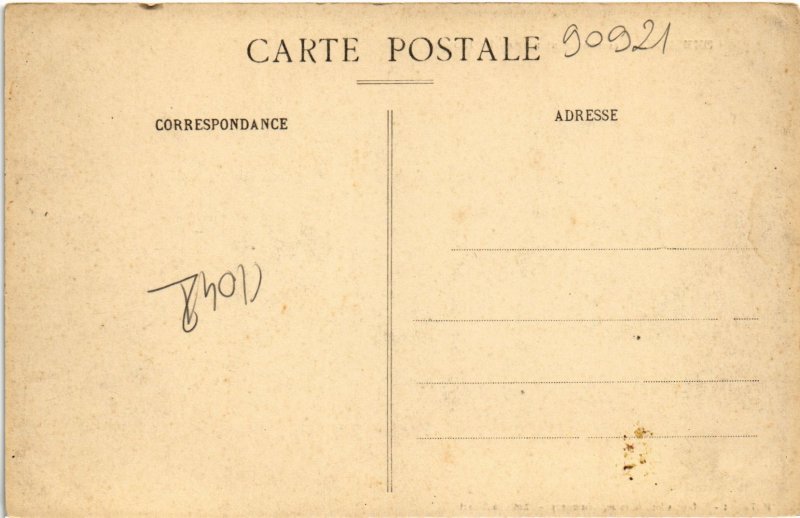 CARTE POSTALE 90921
CORRESPONDANCE
ADRESSE